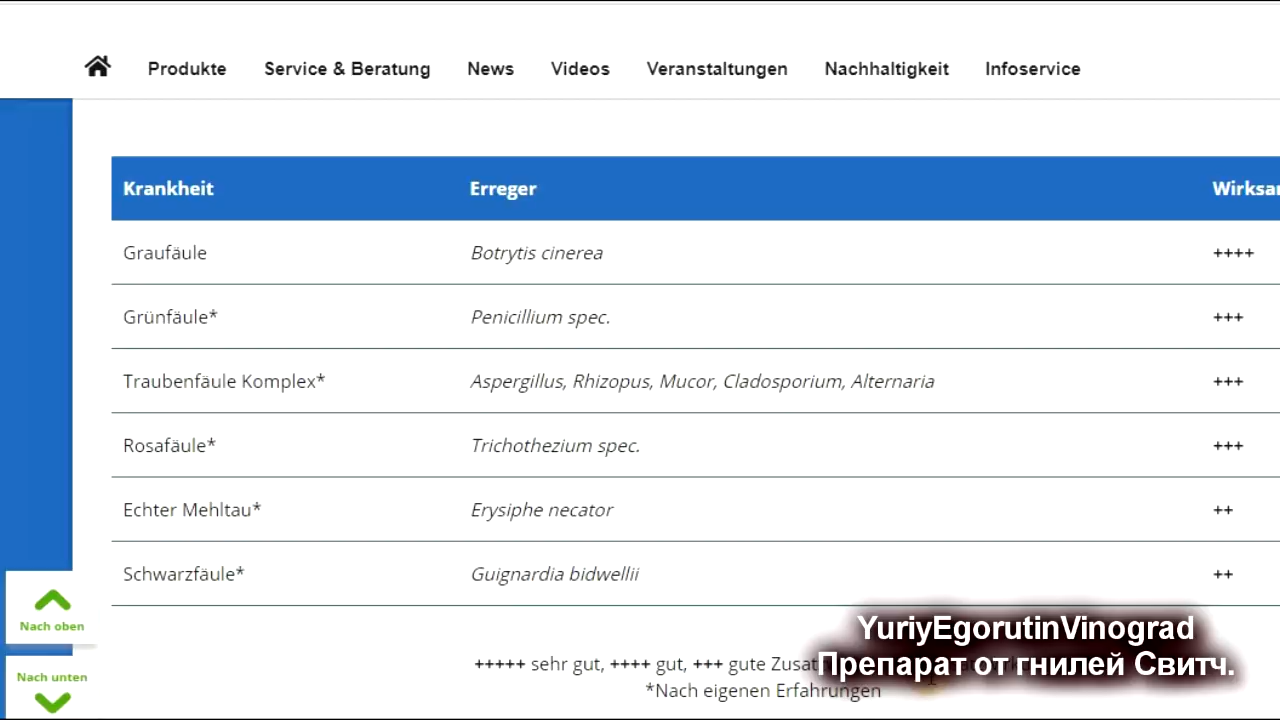 Produkte Service & Beratung News Videos Veranstaltungen Nachhaltigkeit Infoservice
Krankheit Erreger
Graufäule Botrytis cinerea ++++
Grünfäule* Penicillium spec. +++
Traubenfäule Komplex* Aspergillus, Rhizopus, Mucor, Cladosporium, Alternaria +++
Rosafäule* Trichothezium spec. +++
Echter Mehltau* Erysiphe necator ++
Schwarzfäule* Guignardia bidwellii ++
Nach oben
YuriyEgorutinVinograd
+++++ sehr gut, ++++ gut, +++ gute
Препарат от гнилей Свитч.
Nach unten
*Nach eigenen Erfahrungen